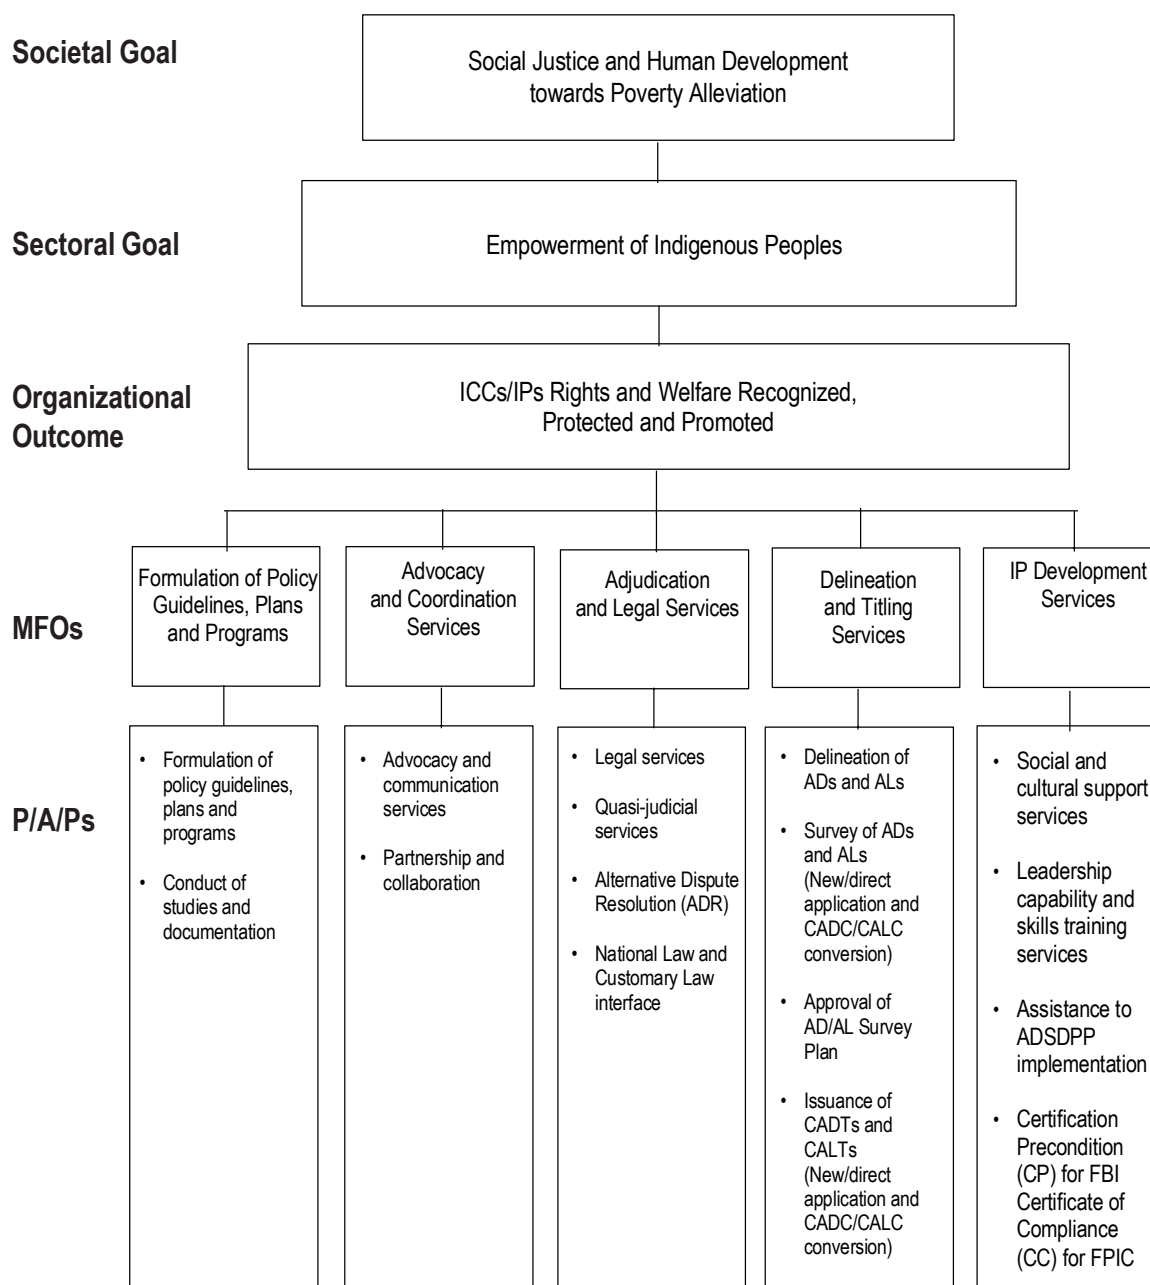 Societal Goal
Social Justice and Human Development
towards Poverty Alleviation
Sectoral Goal
Empowerment of Indigenous Peoples
Organizational
Outcome
ICCs/IPs Rights and Welfare Recognized,
Protected and Promoted
MFOs
Formulation of Policy
Guidelines, Plans
and Programs
Advocacy
and Coordination
Services
Adjudication
and Legal Services
Delineation
and Titling
Services
IP Development
Services
P/A/Ps
• Formulation of
policy guidelines,
plans and
programs
• Conduct of
studies and
documentation
• Advocacy and
communication
services
• Partnership and
collaboration
• Legal services
• Quasi-judicial
services
• Alternative Dispute
Resolution (ADR)
• National Law and
Customary Law
interface
• Delineation of
ADs and ALs
• Survey of ADs
and ALs
(New/direct
application and
CADC/CALC
conversion)
• Approval of
AD/AL Survey
Plan
• Issuance of
CADTs and
CALTs
(New/direct
application and
CADC/CALC
conversion)
• Social and
cultural support
services
• Leadership
capability and
skills training
services
• Assistance to
ADSDPP
implementation
• Certification
Precondition
(CP) for FBI
Certificate of
Compliance
(CC) for FPIC